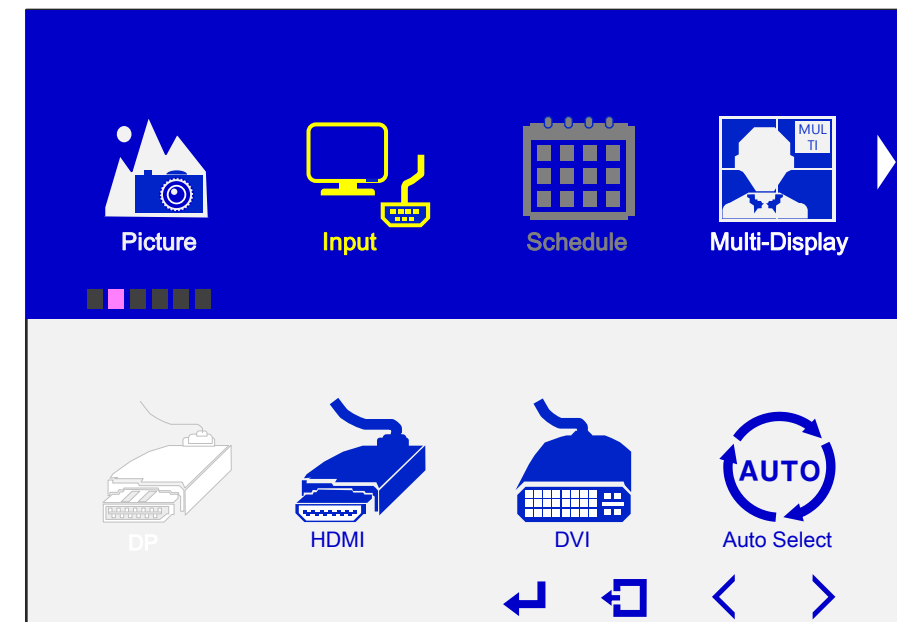 MUL
TI
Picture
Input
Schedule
Multi-Display
AUTO
DP
HDMI
DVI
Auto Select